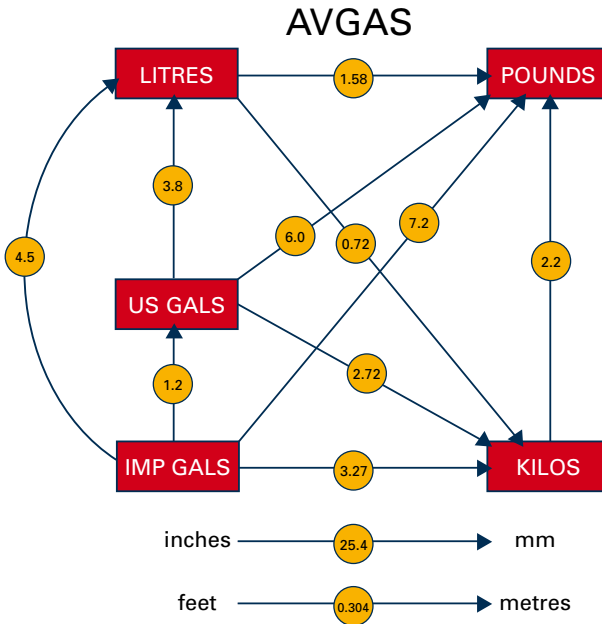 AVGAS
LITRES 1.58 POUNDS
3.8
6.0 0.72 7.2
4.5 2.2
US GALS
1.2 2.72
IMP GALS 3.27 KILOS
inches 25.4 mm
feet 0.304 metres